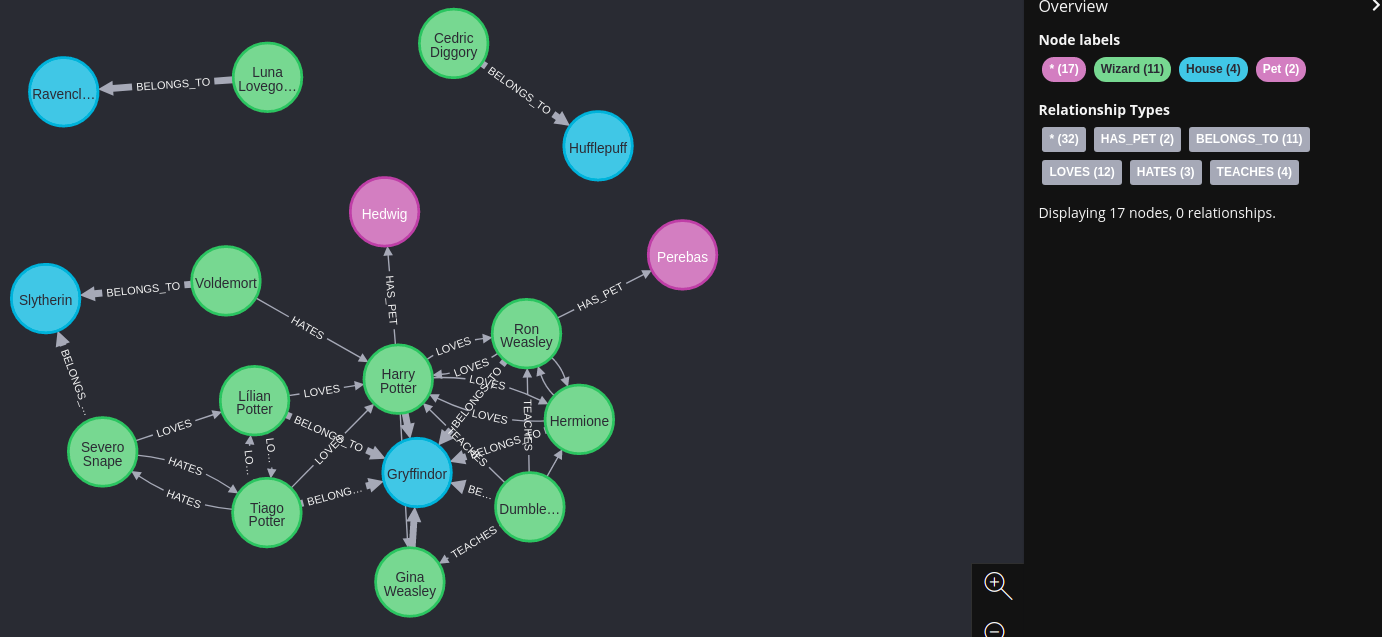 Cedric
Diggory
BELONGS_TO
Hufflepuff
Luna
Lovego…
BELONGS_TO
Ravencl…
Hedwig
HAS_PET
Perebas
HAS_PET
Slytherin
BELONGS_TO
Voldemort
HATES
BELONGS_…
Ron
Weasley
LOVES
LOVES
LOVES
LOVES
Harry
Potter
Lílian
Potter
LOVES
BELONGS_TO
BELONGS_TO
BELONGS_TO
TEACHES
TEACHES
Hermione
Severo
Snape
LOVES
HATES
HATES
LO…
LO…
LOVES
Tiago
Potter
BELONG…
Gryffindor
BE…
Dumble…
TEACHES
Gina
Weasley
Overview
Node labels
* (17) Wizard (11) House (4) Pet (2)
Relationship Types
* (32) HAS_PET (2) BELONGS_TO (11)
LOVES (12) HATES (3) TEACHES (4)
Displaying 17 nodes, 0 relationships.